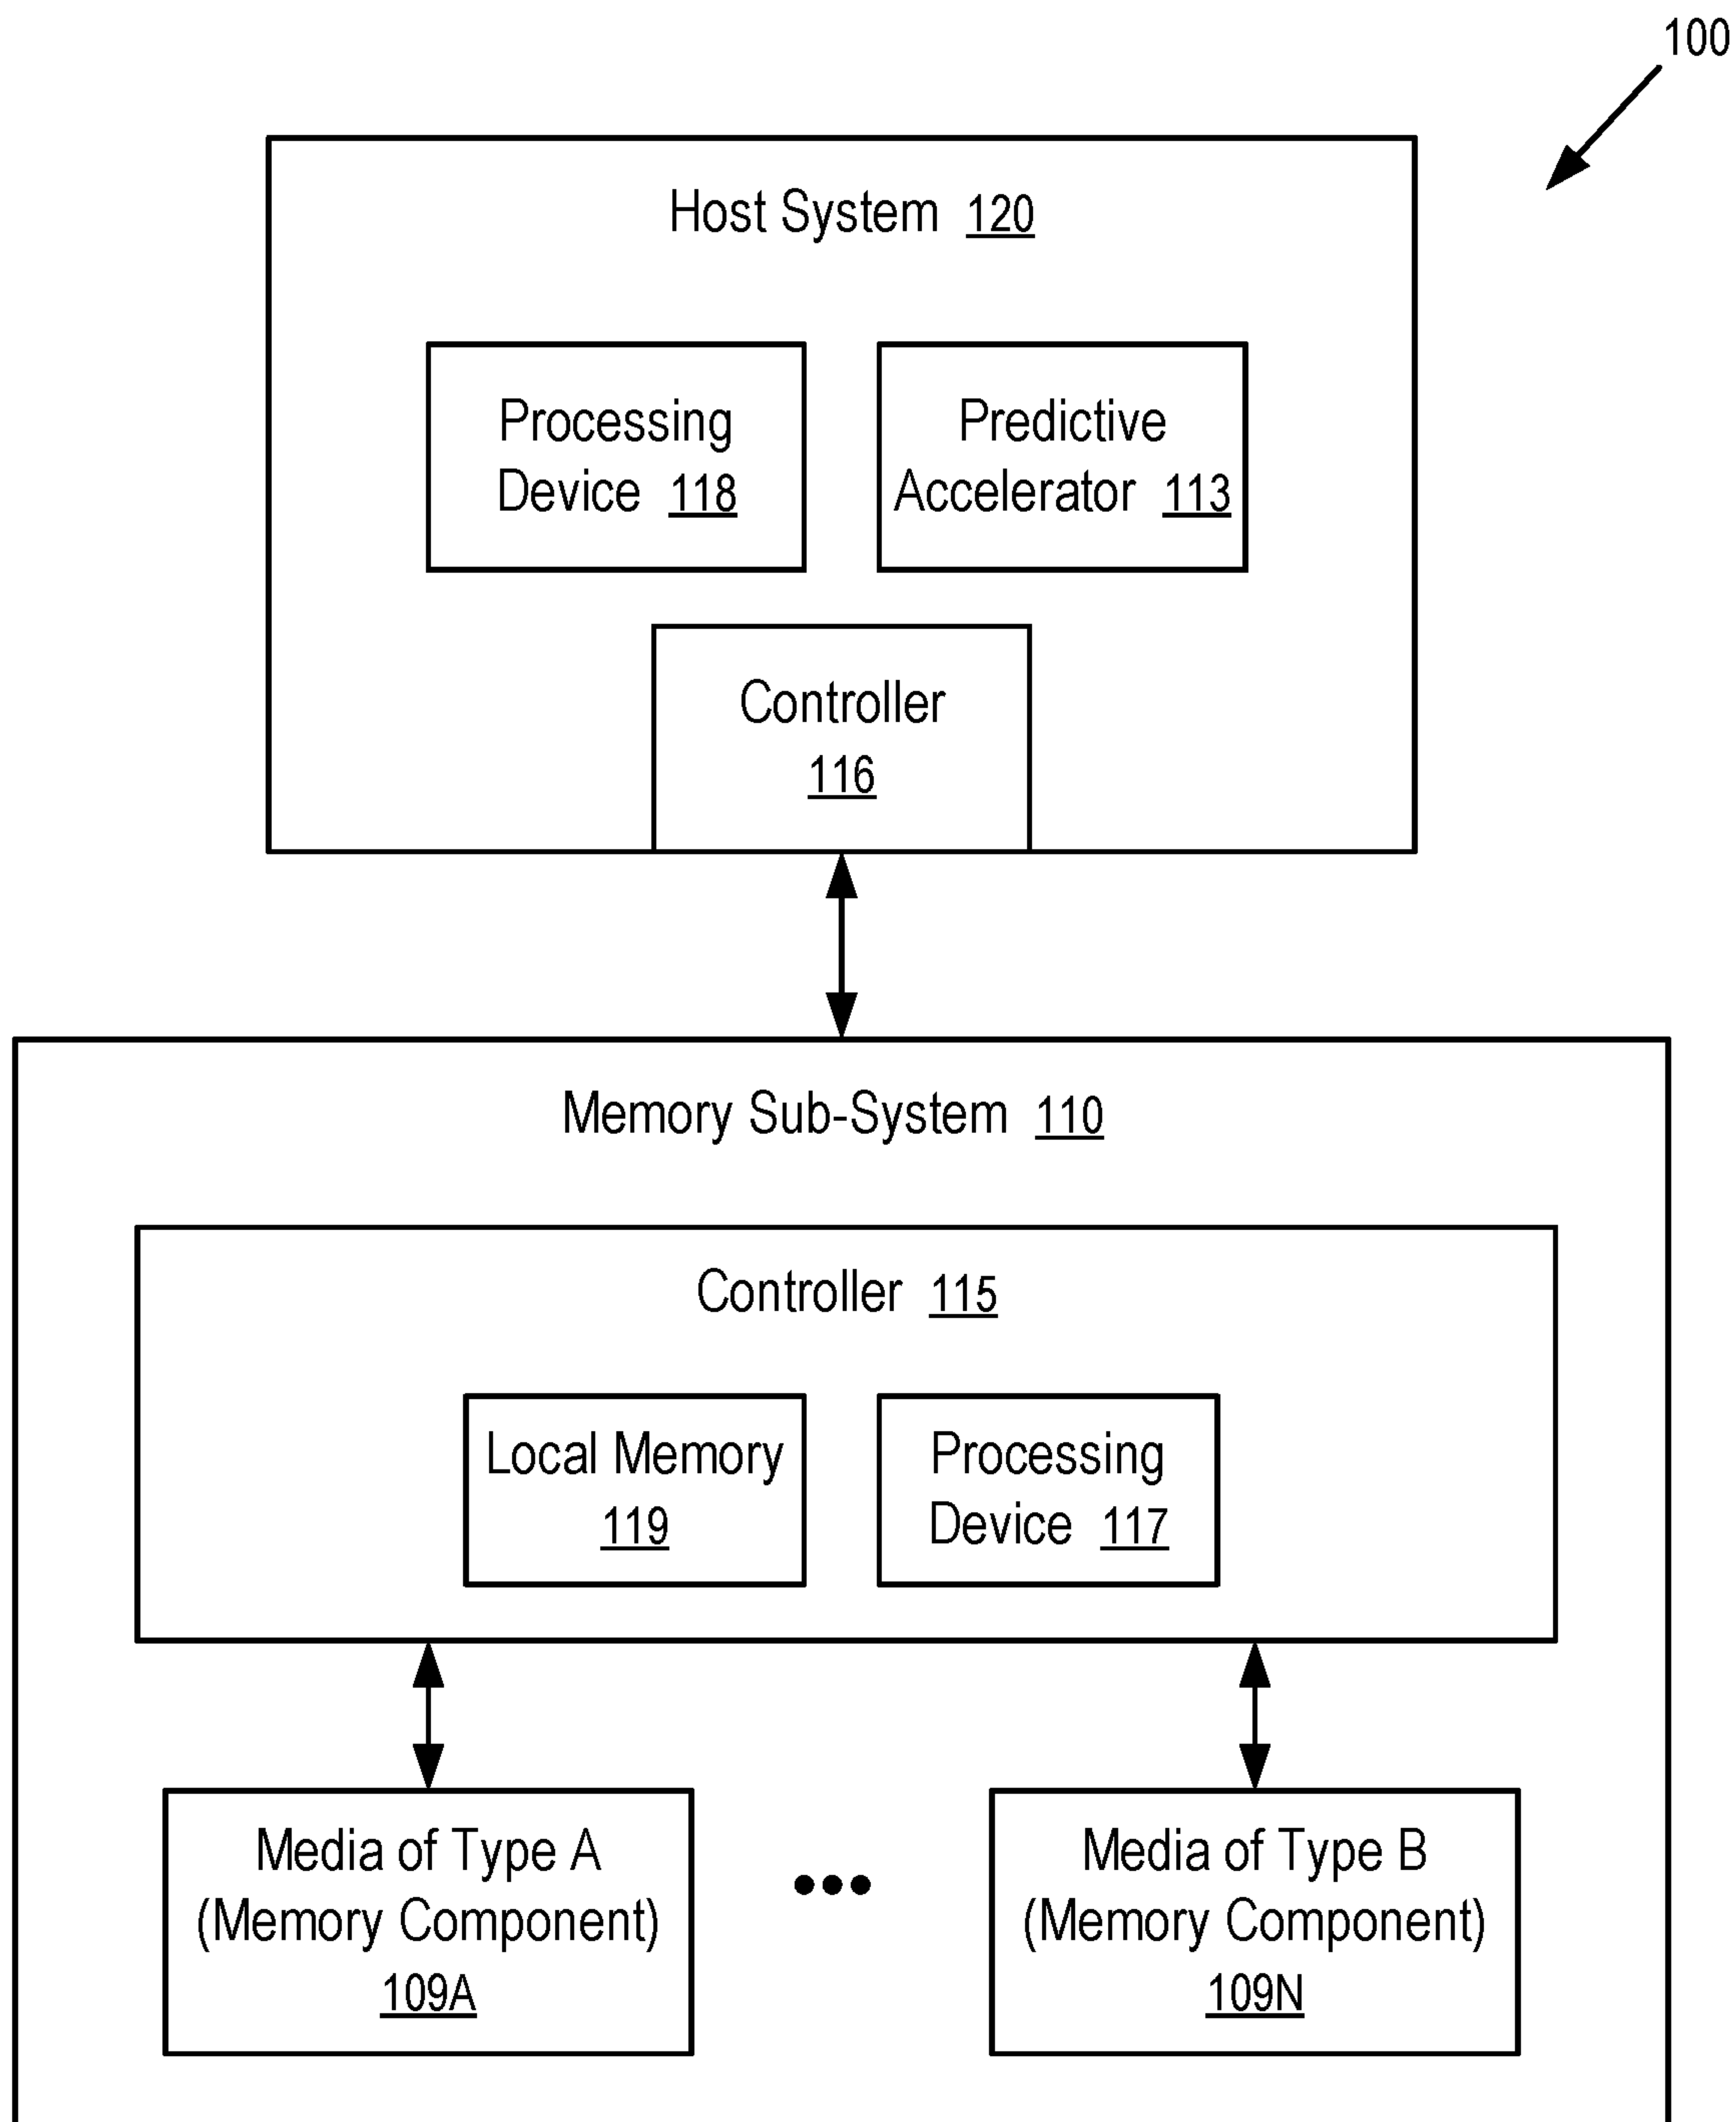 100
Host System 120
Processing
Device 118
Predictive
Accelerator 113
Controller
116
Memory Sub-System 110
Controller 115
Local Memory
119
Processing
Device 117
Media of Type A
(Memory Component)
109A
Media of Type B
(Memory Component)
109N